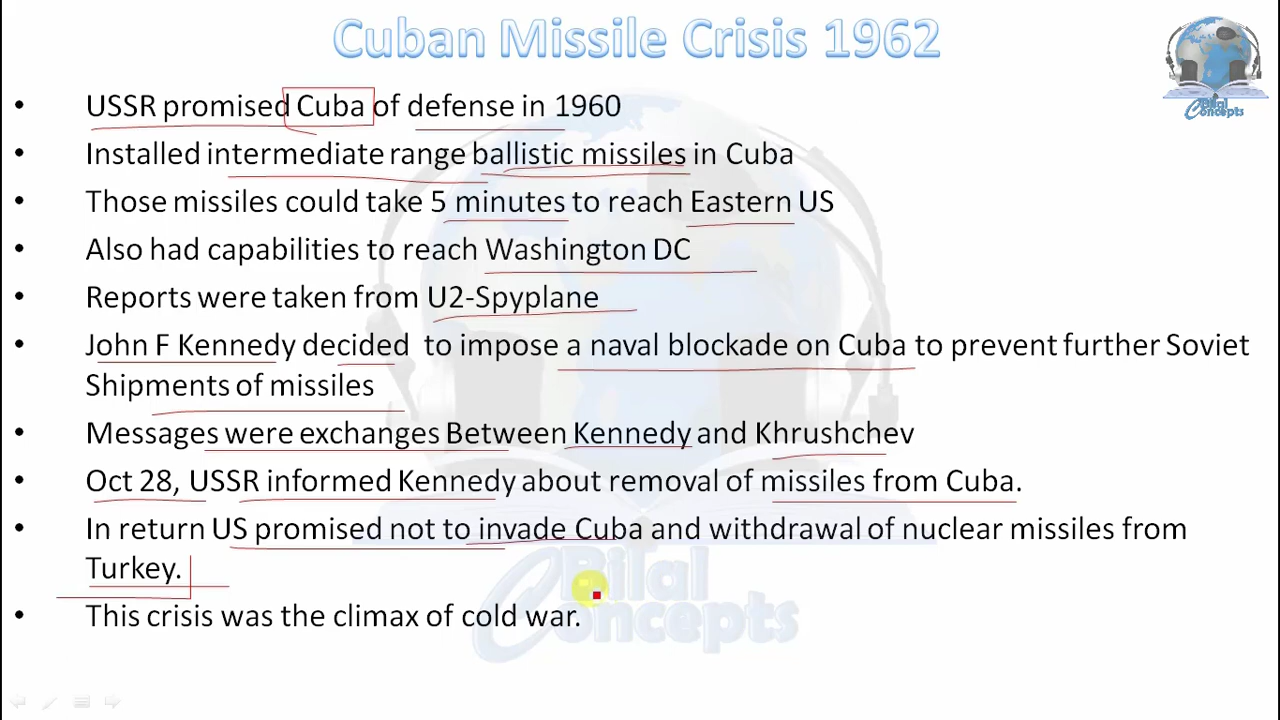 Cuban Missile Crisis 1962
Bilal
Concepts
• USSR promised Cuba of defense in 1960
• Installed intermediate range ballistic missiles in Cuba
• Those missiles could take 5 minutes to reach Eastern US
• Also had capabilities to reach Washington DC
• Reports were taken from U2-Spyplane
• John F Kennedy decided to impose a naval blockade on Cuba to prevent further Soviet
Shipments of missiles
• Messages were exchanges Between Kennedy and Khrushchev
• Oct 28, USSR informed Kennedy about removal of missiles from Cuba.
• In return US promised not to invade Cuba and withdrawal of nuclear missiles from
Turkey.
• This crisis was the climax of cold war.
Bilal
Concepts